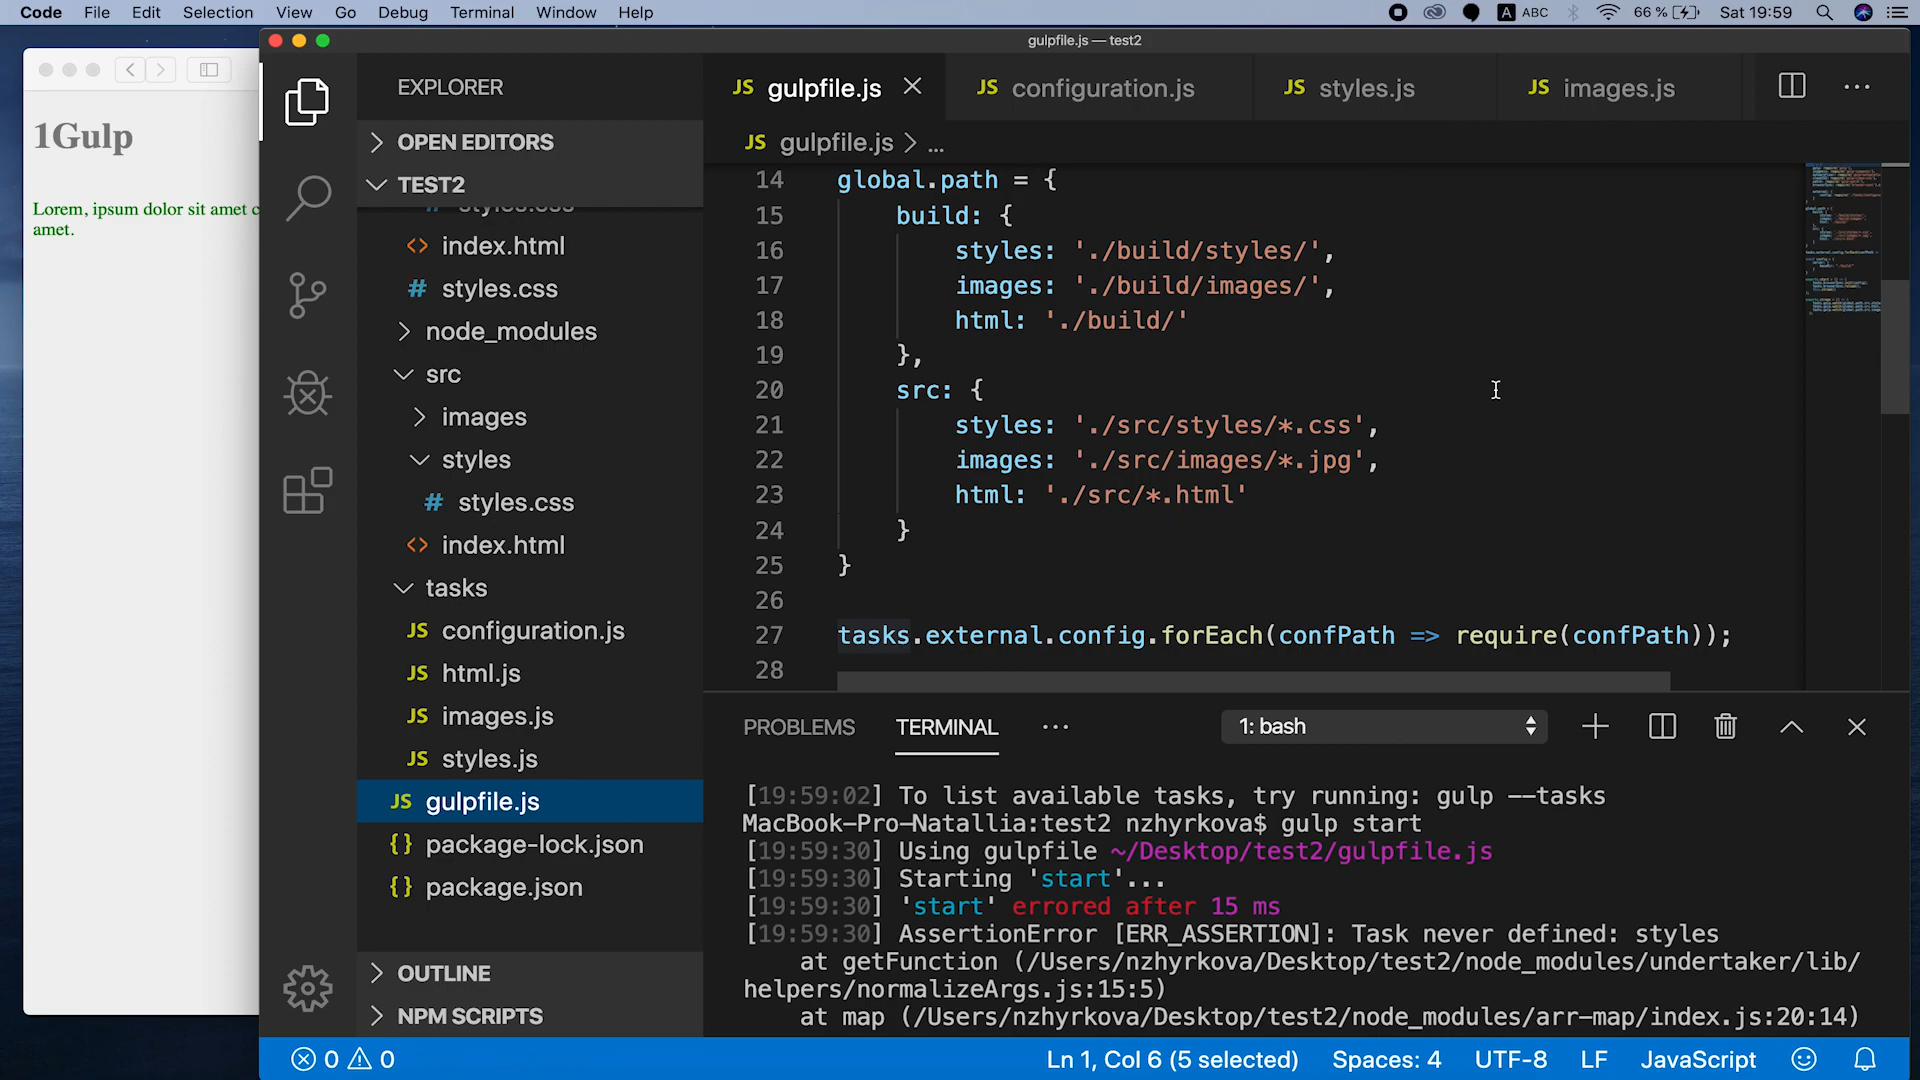 Code File Edit Selection View Go Debug Terminal Window Help
A ABC 66 % Sat 19:59
gulpfile.js — test2
1Gulp
Lorem, ipsum dolor sit amet c
amet.
EXPLORER
OPEN EDITORS
TEST2
styles.css
index.html
styles.css
node_modules
src
images
styles
styles.css
index.html
tasks
JS configuration.js
JS html.js
JS images.js
JS styles.js
JS gulpfile.js
{} package-lock.json
{} package.json
OUTLINE
NPM SCRIPTS
JS gulpfile.js JS configuration.js JS styles.js JS images.js
JS gulpfile.js > ...
14 global.path = {
15 build: {
16 styles: './build/styles/',
17 images: './build/images/',
18 html: './build/'
19 },
20 src: {
21 styles: './src/styles/*.css',
22 images: './src/images/*.jpg',
23 html: './src/*.html'
24 }
25 }
26
27 tasks.external.config.forEach(confPath => require(confPath));
28
PROBLEMS TERMINAL ... 1: bash
[19:59:02] To list available tasks, try running: gulp --tasks
MacBook-Pro-Natallia:test2 nzhyrkova$ gulp start
[19:59:30] Using gulpfile ~/Desktop/test2/gulpfile.js
[19:59:30] Starting 'start'...
[19:59:30] 'start' errored after 15 ms
[19:59:30] AssertionError [ERR_ASSERTION]: Task never defined: styles
at getFunction (/Users/nzhyrkova/Desktop/test2/node_modules/undertaker/lib/
helpers/normalizeArgs.js:15:5)
at map (/Users/nzhyrkova/Desktop/test2/node_modules/arr-map/index.js:20:14)
0 0 Ln 1, Col 6 (5 selected) Spaces: 4 UTF-8 LF JavaScript